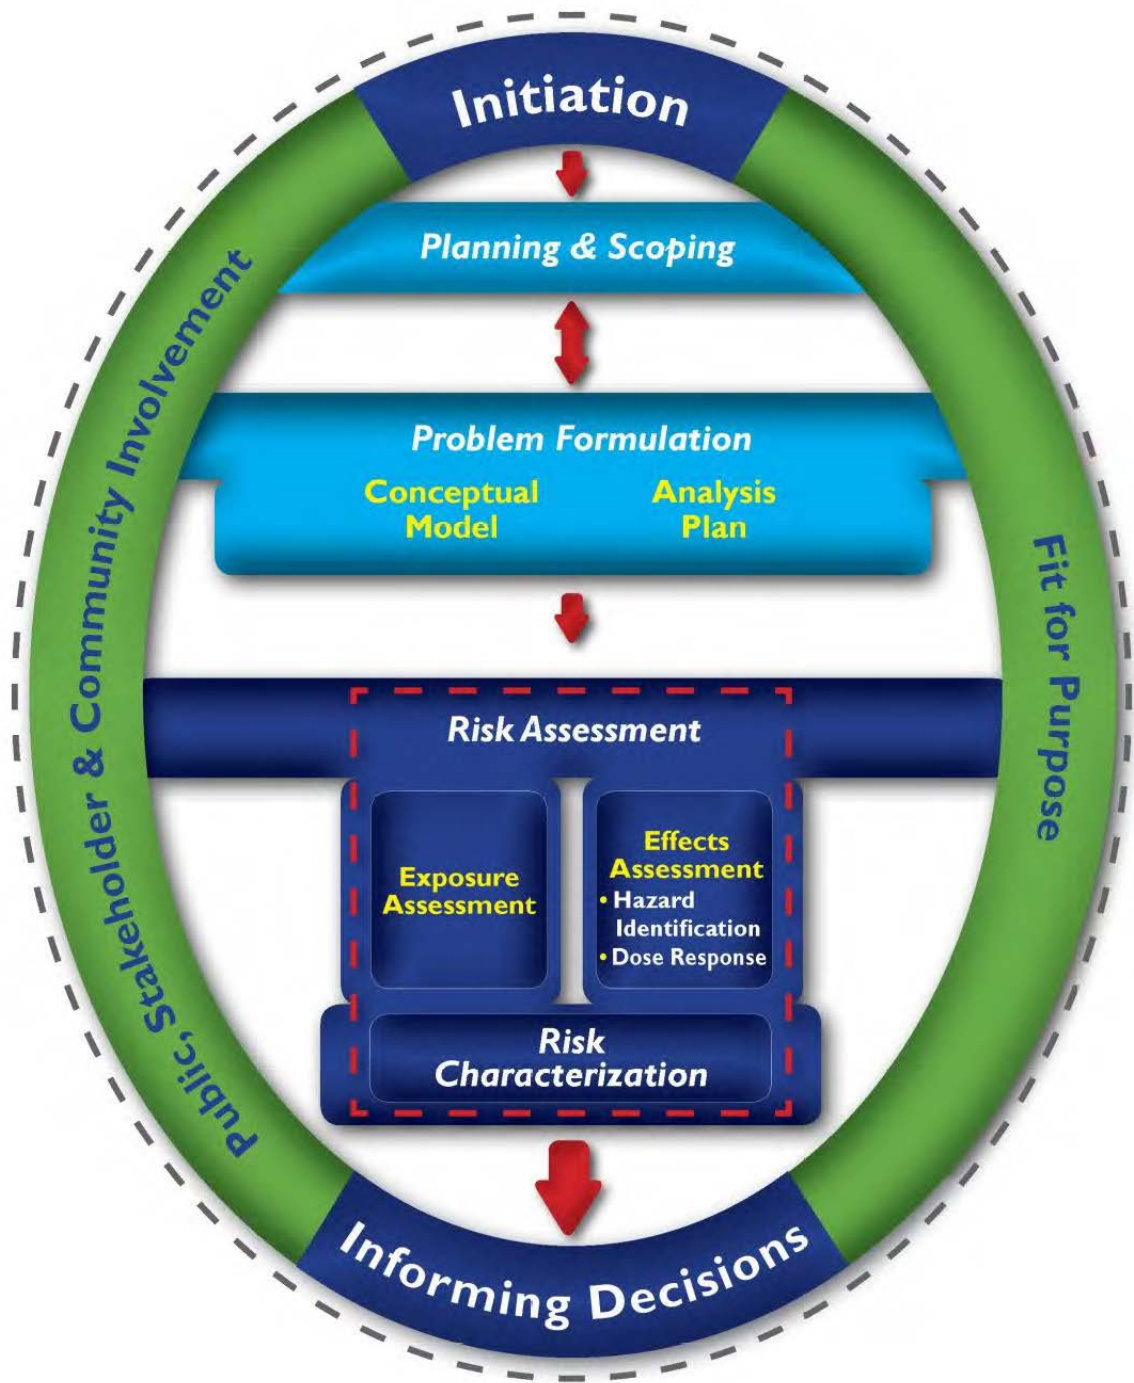 Initiation
Planning & Scoping
Problem Formulation
Conceptual
Model
Analysis
Plan
Public, Stakeholder & Community Involvement
Fit for Purpose
Risk Assessment
Exposure
Assessment
Effects
Assessment
• Hazard
Identification
• Dose Response
Risk
Characterization
Informing Decisions